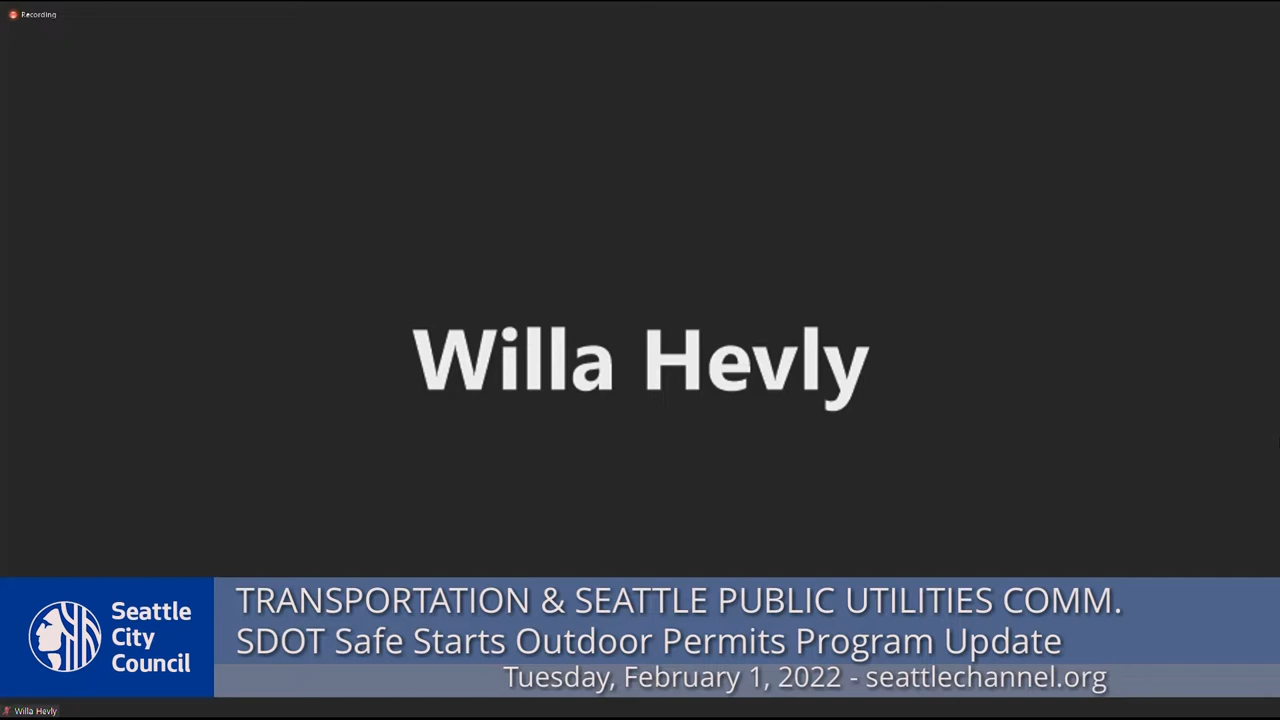 Recording
Willa Hevly
Seattle
City
Council
TRANSPORTATION & SEATTLE PUBLIC UTILITIES COMM.
SDOT Safe Starts Outdoor Permits Program Update
Tuesday, February 1, 2022 - seattlechannel.org
Willa Hevly